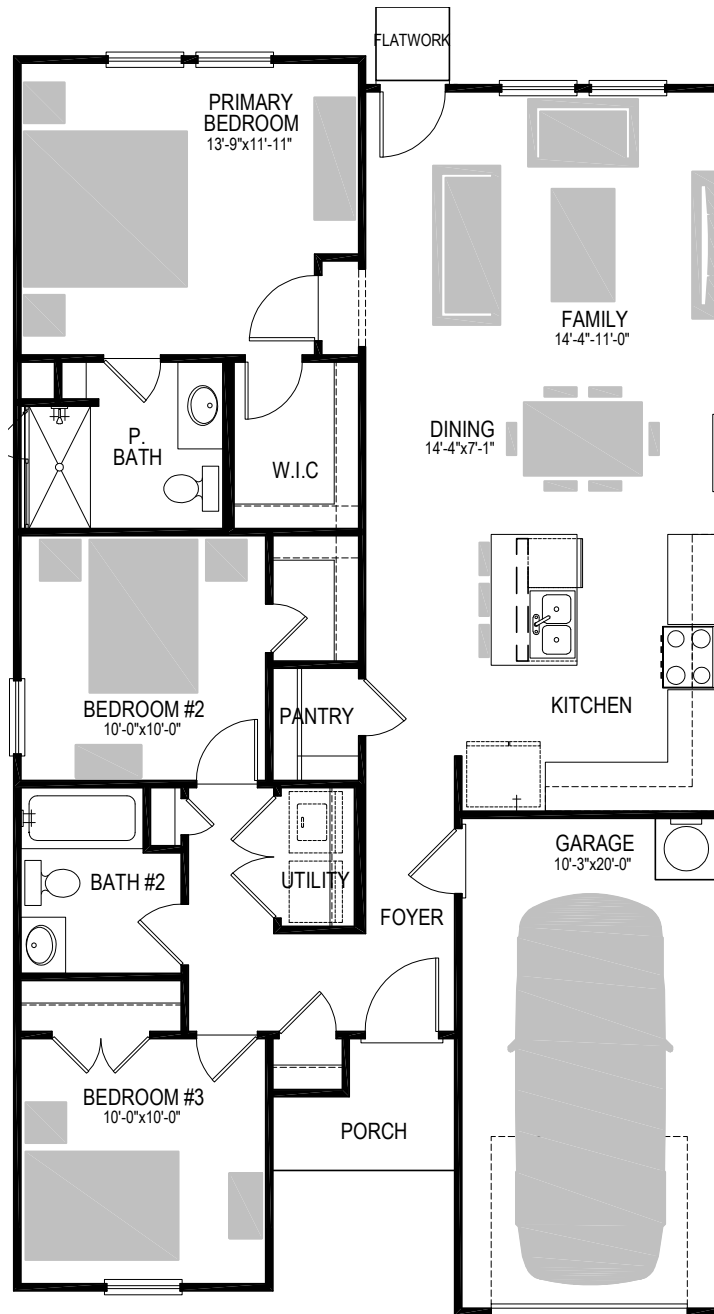 FLATWORK
PRIMARY
BEDROOM
13'-9"x11'-11"
FAMILY
14'-4"-11'-0"
DINING
14'-4"x7'-1"
P.
BATH
W.I.C
BEDROOM #2
10'-0"x10'-0"
PANTRY
KITCHEN
GARAGE
10'-3"x20'-0"
BATH #2
UTILITY
FOYER
BEDROOM #3
10'-0"x10'-0"
PORCH